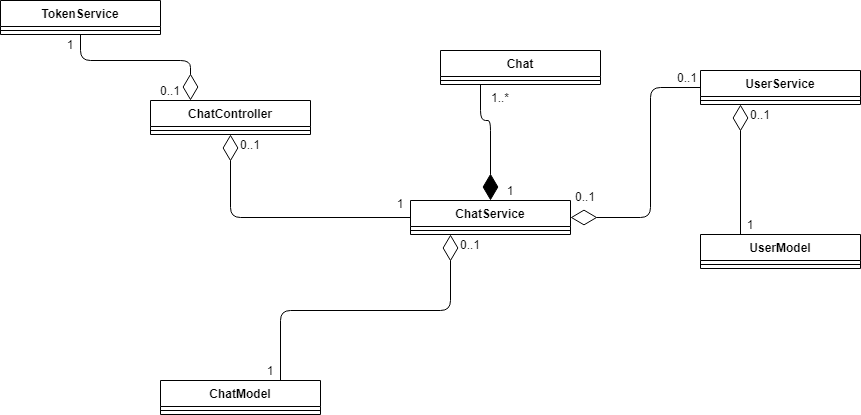 TokenService
1
0..1
ChatController
0..1
Chat
1..*
0..1
UserService
0..1
1
1
ChatService
0..1
0..1
1
UserModel
1
ChatModel